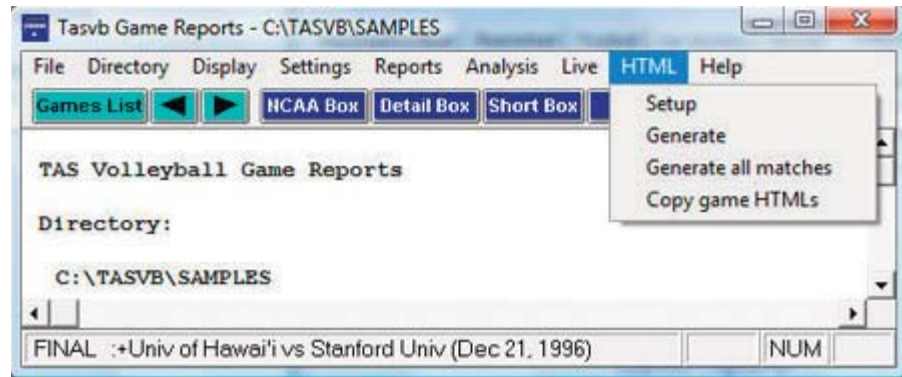 Tasvb Game Reports - C:\TASVB\SAMPLES
File Directory Display Settings Reports Analysis Live HTML Help
Games List NCAA Box Detail Box Short Box
Setup
Generate
Generate all matches
Copy game HTMLs
TAS Volleyball Game Reports
Directory:
C:\TASVB\SAMPLES
FINAL :+Univ of Hawai'i vs Stanford Univ (Dec 21, 1996) NUM